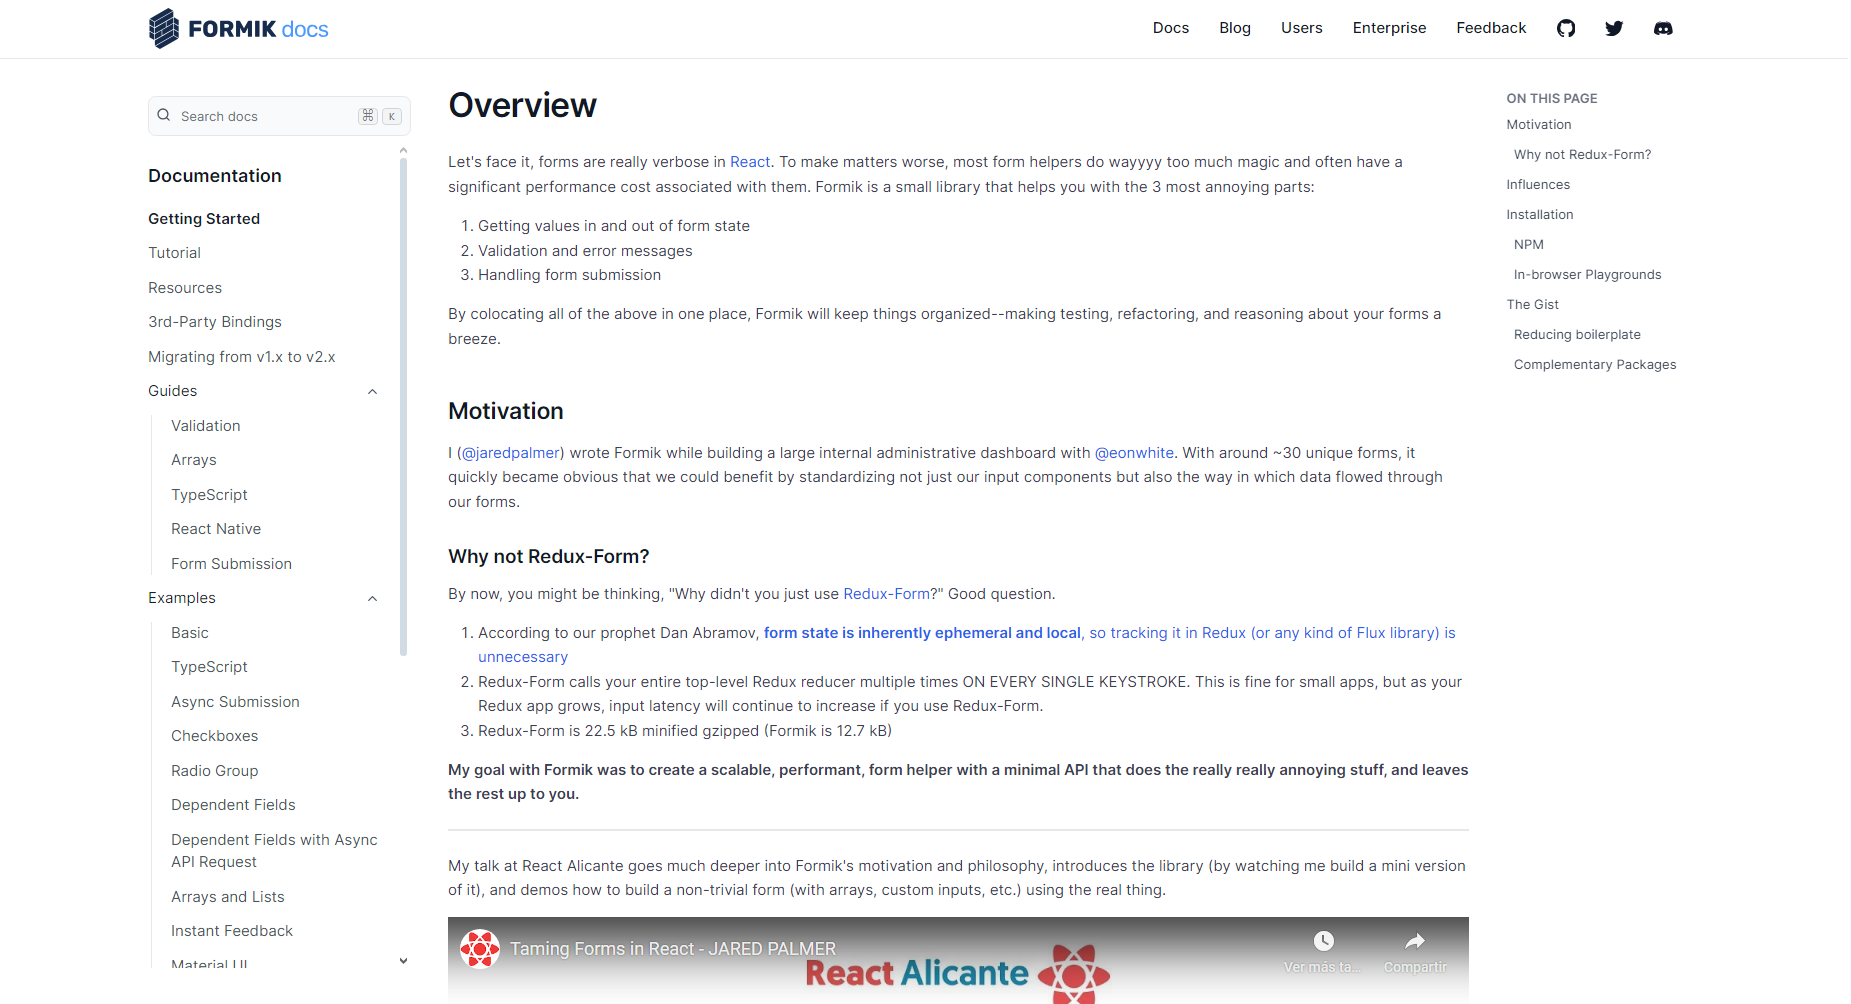 FORMIK docs
Docs
Blog
Users
Enterprise
Feedback
Search docs
⌘ K
Documentation
Getting Started
Tutorial
Resources
3rd-Party Bindings
Migrating from v1.x to v2.x
Guides
Validation
Arrays
TypeScript
React Native
Form Submission
Examples
Basic
TypeScript
Async Submission
Checkboxes
Radio Group
Dependent Fields
Dependent Fields with Async
API Request
Arrays and Lists
Instant Feedback
Material UI
Overview
Let's face it, forms are really verbose in React. To make matters worse, most form helpers do wayyyy too much magic and often have a
significant performance cost associated with them. Formik is a small library that helps you with the 3 most annoying parts:
1. Getting values in and out of form state
2. Validation and error messages
3. Handling form submission
By colocating all of the above in one place, Formik will keep things organized--making testing, refactoring, and reasoning about your forms a
breeze.
Motivation
I (@jaredpalmer) wrote Formik while building a large internal administrative dashboard with @eonwhite. With around ~30 unique forms, it
quickly became obvious that we could benefit by standardizing not just our input components but also the way in which data flowed through
our forms.
Why not Redux-Form?
By now, you might be thinking, "Why didn't you just use Redux-Form?" Good question.
1. According to our prophet Dan Abramov, form state is inherently ephemeral and local, so tracking it in Redux (or any kind of Flux library) is
unnecessary
2. Redux-Form calls your entire top-level Redux reducer multiple times ON EVERY SINGLE KEYSTROKE. This is fine for small apps, but as your
Redux app grows, input latency will continue to increase if you use Redux-Form.
3. Redux-Form is 22.5 kB minified gzipped (Formik is 12.7 kB)
My goal with Formik was to create a scalable, performant, form helper with a minimal API that does the really really annoying stuff, and leaves
the rest up to you.
My talk at React Alicante goes much deeper into Formik's motivation and philosophy, introduces the library (by watching me build a mini version
of it), and demos how to build a non-trivial form (with arrays, custom inputs, etc.) using the real thing.
Taming Forms in React - JARED PALMER
React Alicante
Ver más ta...
Compartir
ON THIS PAGE
Motivation
Why not Redux-Form?
Influences
Installation
NPM
In-browser Playgrounds
The Gist
Reducing boilerplate
Complementary Packages